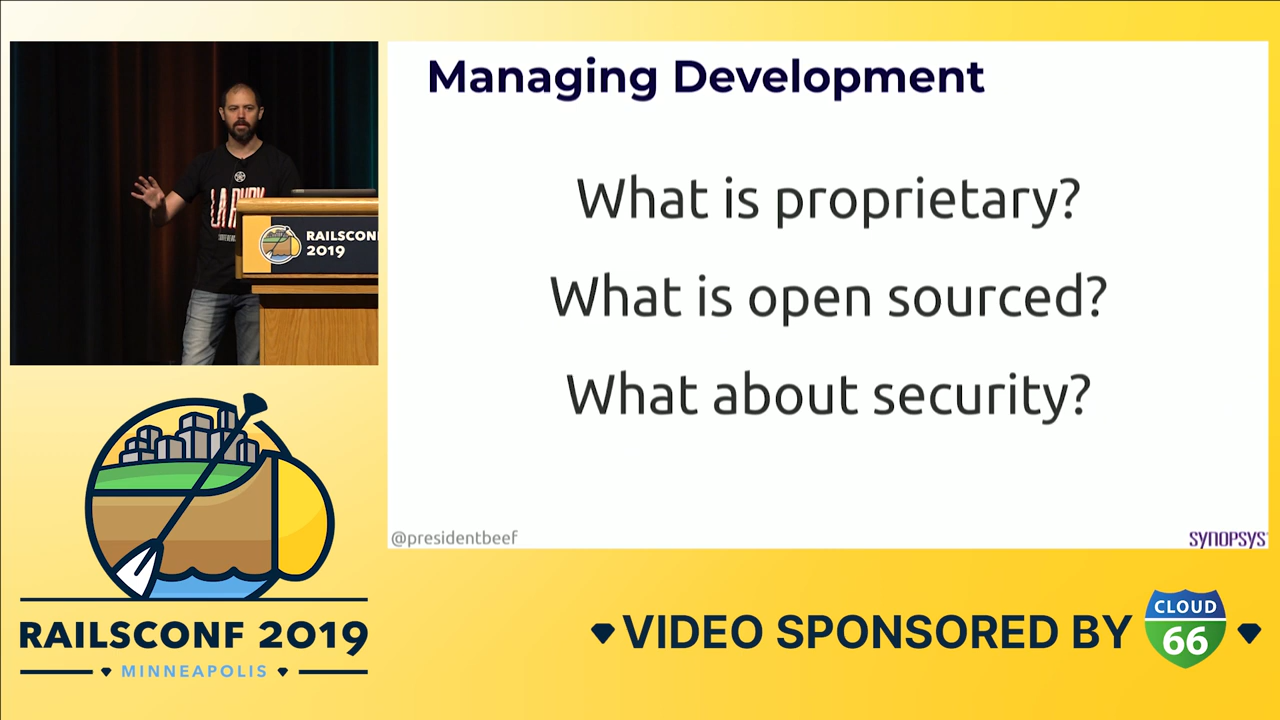 Managing Development
What is proprietary?
What is open sourced?
What about security?
@presidentbeef
SYNOPSYS
RAILSCON
2019
RAILSCONF 2019
MINNEAPOLIS
VIDEO SPONSORED BY
CLOUD
66